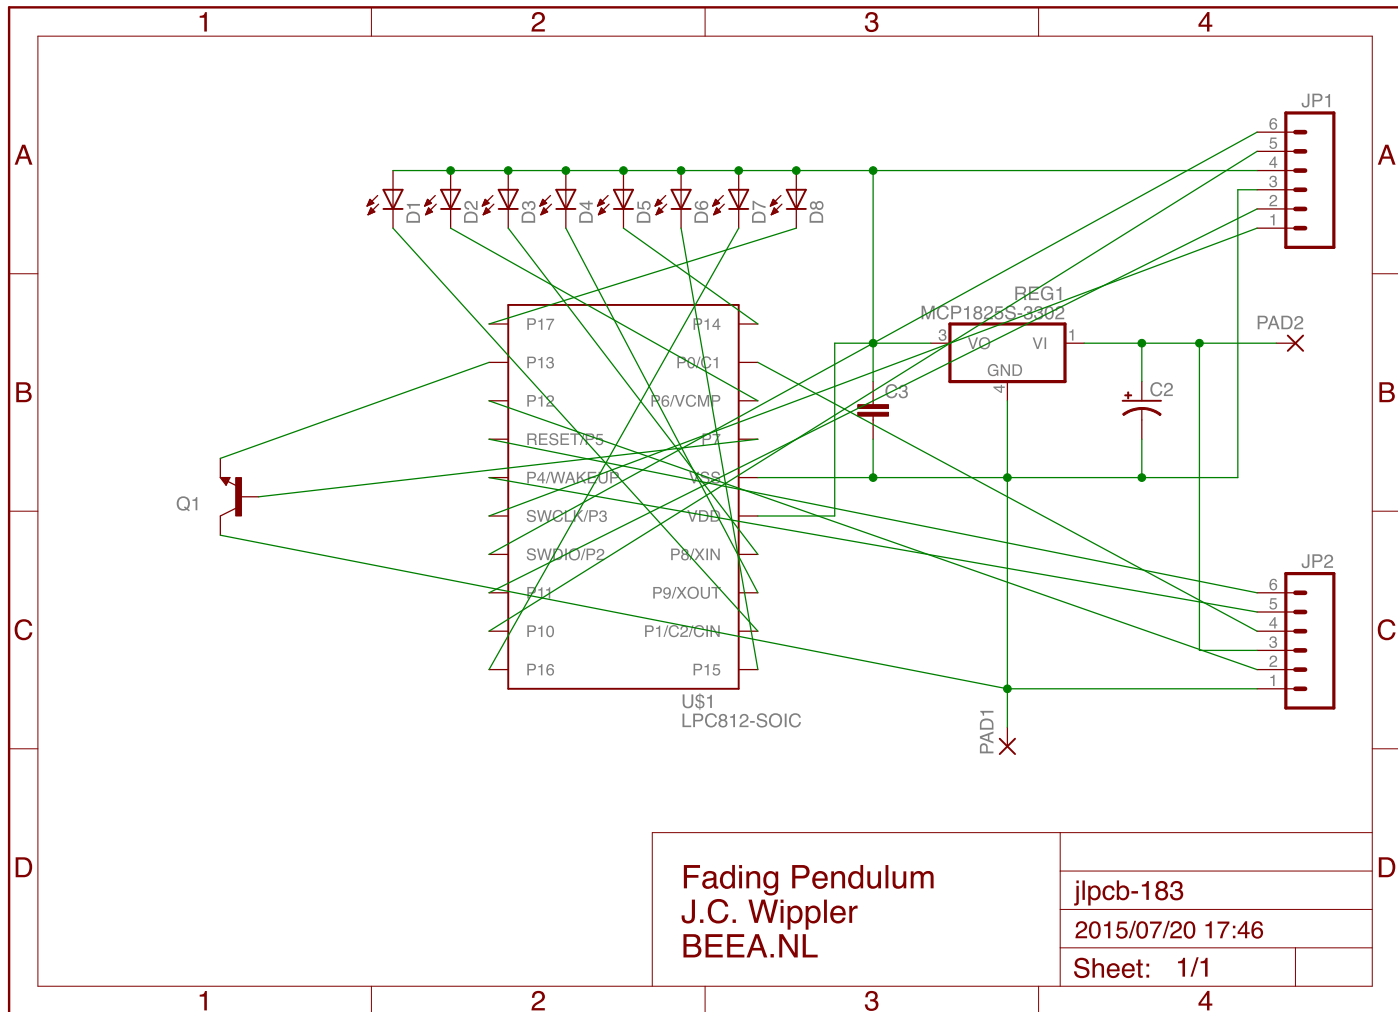 1 2 3 4
JP1
A A
6
5
4
3
2
1
D1 D2 D3 D4 D5 D6 D7 D8
REG1
MCP1825S-3302
PAD2
3 VO VI 1
GND
4
P17 P14
P13 P0/C1
B B
C3 C2
+
P12 P6/VCMP
RESET/P5 P7
P4/WAKEUP VSS
Q1
SWCLK/P3 VDD
SWDIO/P2 P8/XIN
JP2
P11 P9/XOUT
P10 P1/C2/CIN
P16 P15
6
5
4
3
2
1
C C
U$1
LPC812-SOIC
PAD1
D D
Fading Pendulum
J.C. Wippler
BEEA.NL
jlpcb-183
2015/07/20 17:46
Sheet: 1/1
1 2 3 4